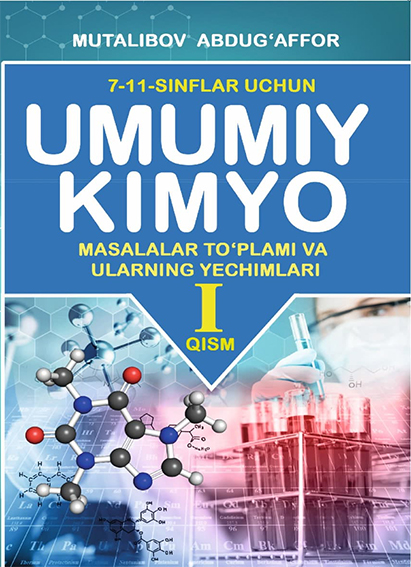 MUTALIBOV ABDUG‘AFFOR
7-11-SINFLAR UCHUN
UMUMIY
KIMYO
MASALALAR TO‘PLAMI VA
ULARNING YECHIMLARI
I
QISM